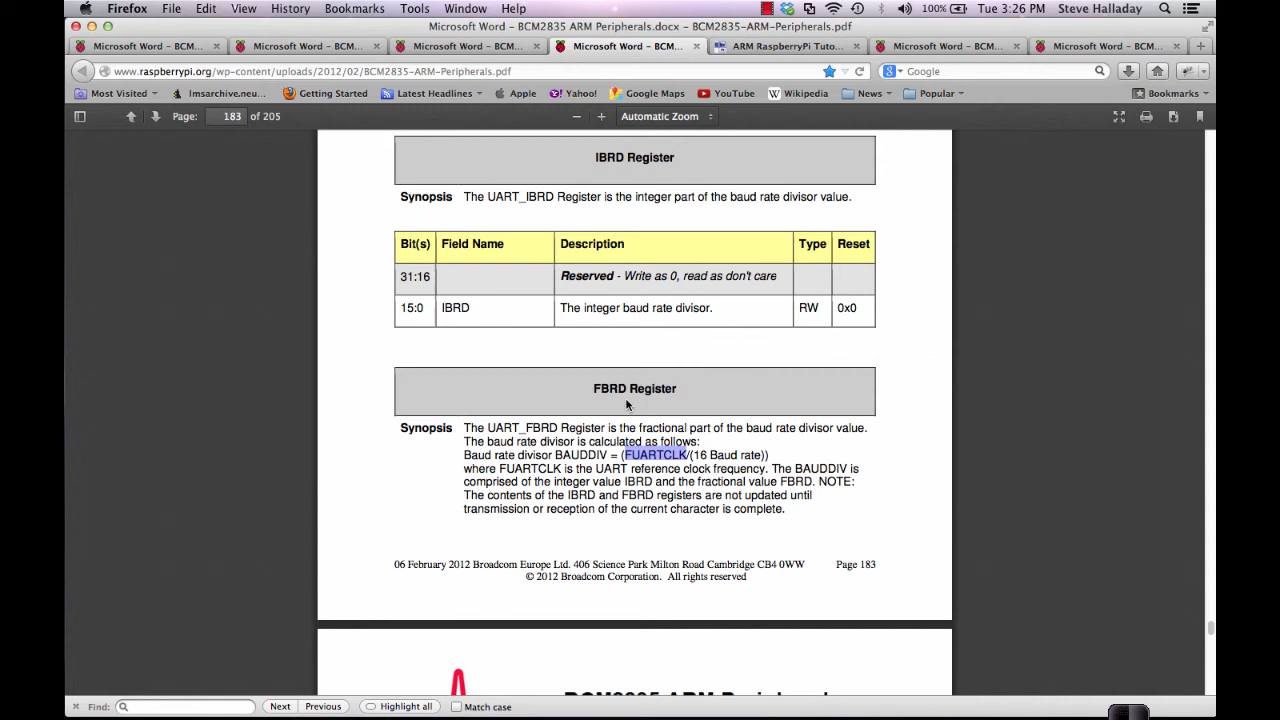 Firefox File Edit View History Bookmarks Tools Window Help 100% Tue 3:26 PM Steve Halladay
Microsoft Word - BCM2835 ARM Peripherals.docx - BCM2835-ARM-Peripherals.pdf
Microsoft Word - BCM... Microsoft Word - BCM... Microsoft Word - BCM... Microsoft Word - BCM... ARM RaspberryPi Tuto... Microsoft Word - BCM... Microsoft Word - BCM...
www.raspberrypi.org/wp-content/uploads/2012/02/BCM2835-ARM-Peripherals.pdf Google
Most Visited lmsarchive.neu... Getting Started Latest Headlines Apple Yahoo! Google Maps YouTube Wikipedia News Popular Bookmarks
Page: 183 of 205 Automatic Zoom
IBRD Register
Synopsis The UART_IBRD Register is the integer part of the baud rate divisor value.
Bit(s) Field Name Description Type Reset
31:16 Reserved - Write as 0, read as don't care
15:0 IBRD The integer baud rate divisor. RW 0x0
FBRD Register
Synopsis The UART_FBRD Register is the fractional part of the baud rate divisor value.
The baud rate divisor is calculated as follows:
Baud rate divisor BAUDDIV = (FUARTCLK/(16 Baud rate))
where FUARTCLK is the UART reference clock frequency. The BAUDDIV is
comprised of the integer value IBRD and the fractional value FBRD. NOTE:
The contents of the IBRD and FBRD registers are not updated until
transmission or reception of the current character is complete.
06 February 2012 Broadcom Europe Ltd. 406 Science Park Milton Road Cambridge CB4 0WW Page 183
© 2012 Broadcom Corporation. All rights reserved
BCM2835 ARM Peripherals
Find: Next Previous Highlight all Match case